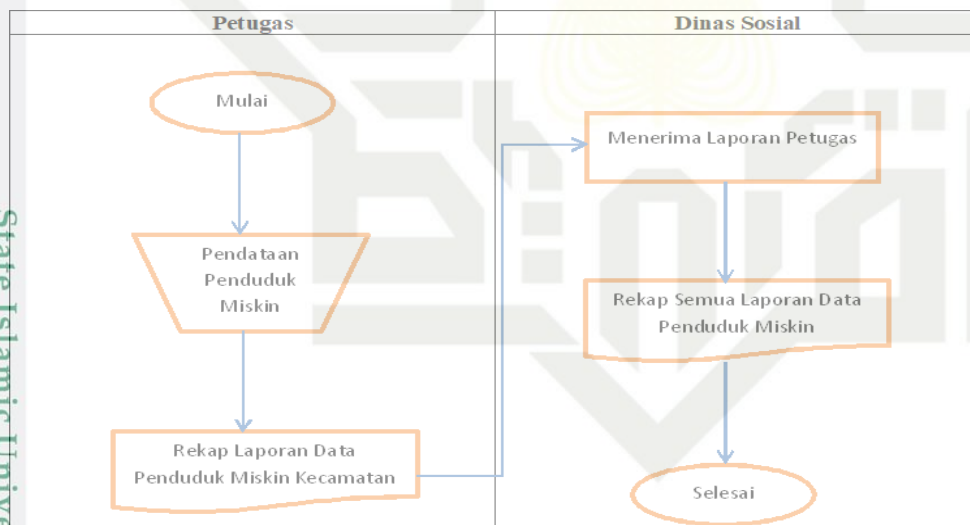 Petugas
Dinas Sosial
Mulai
Pendataan
Penduduk
Miskin
Rekap Laporan Data
Penduduk Miskin Kecamatan
Menerima Laporan Petugas
Rekap Semua Laporan Data
Penduduk Miskin
Selesai
State Islamic